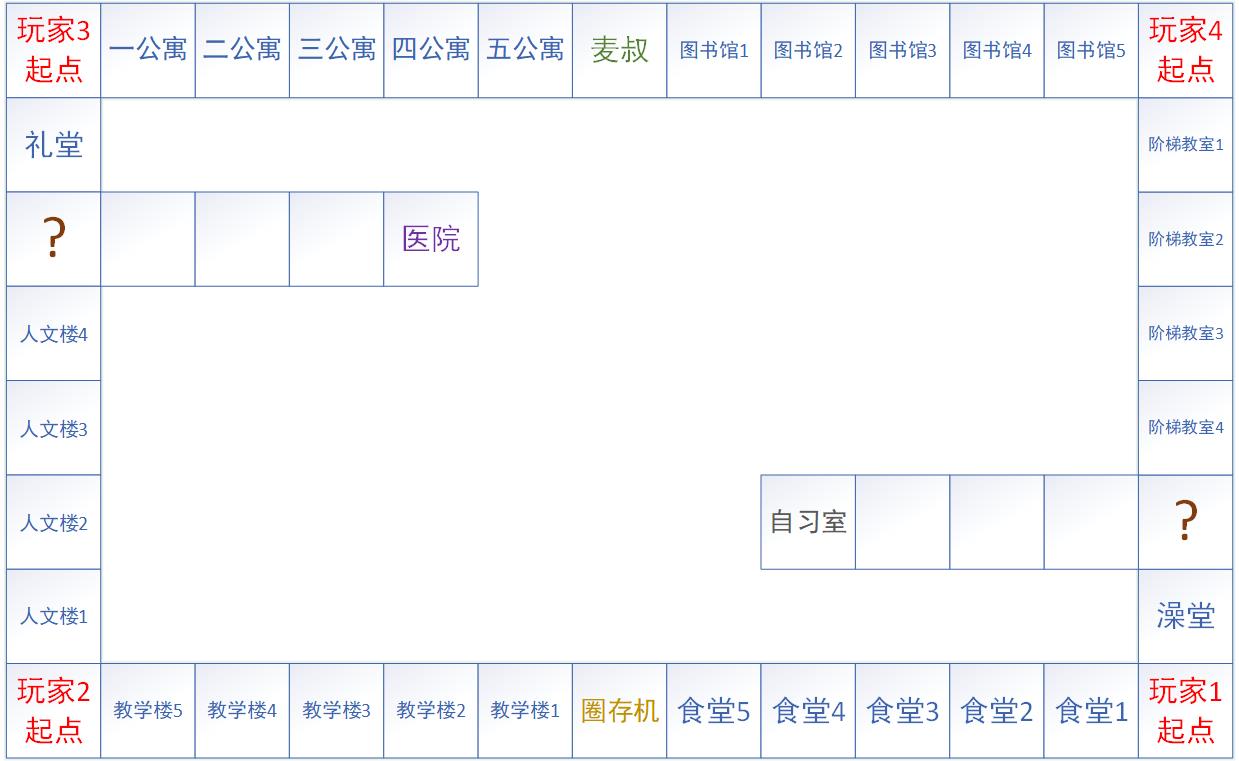 玩家3
起点
一公寓
二公寓
三公寓
四公寓
五公寓
麦叔
图书馆1
图书馆2
图书馆3
图书馆4
图书馆5
玩家4
起点
礼堂
阶梯教室1
?
医院
阶梯教室2
人文楼4
阶梯教室3
人文楼3
阶梯教室4
人文楼2
自习室
?
人文楼1
澡堂
玩家2
起点
教学楼5
教学楼4
教学楼3
教学楼2
教学楼1
圈存机
食堂5
食堂4
食堂3
食堂2
食堂1
玩家1
起点